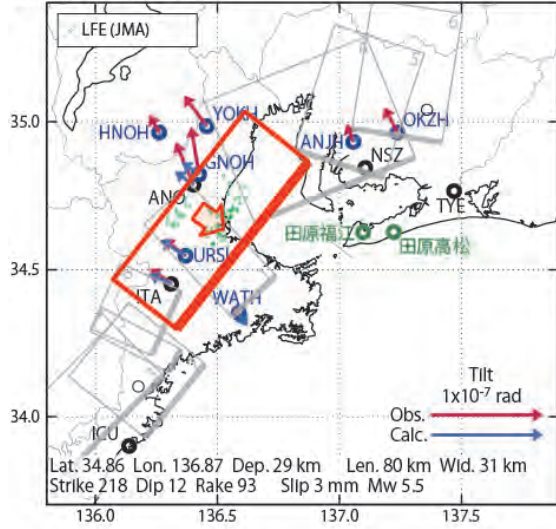 LFE (JMA)
6
6
5
35.0
YOKH
HNOH
OKZH
ANJH
GNOH
NSZ
ANO
TYE
田原福江
田原高松
URSH
34.5
ITA
WATH
Tilt
1x10⁻⁷ rad
34.0
Obs.
Calc.
ICU
Lat. 34.86 Lon. 136.87 Dep. 29 km Len. 80 km Wid. 31 km
Strike 218 Dip 12 Rake 93 Slip 3 mm Mw 5.5
136.0 136.5 137.0 137.5